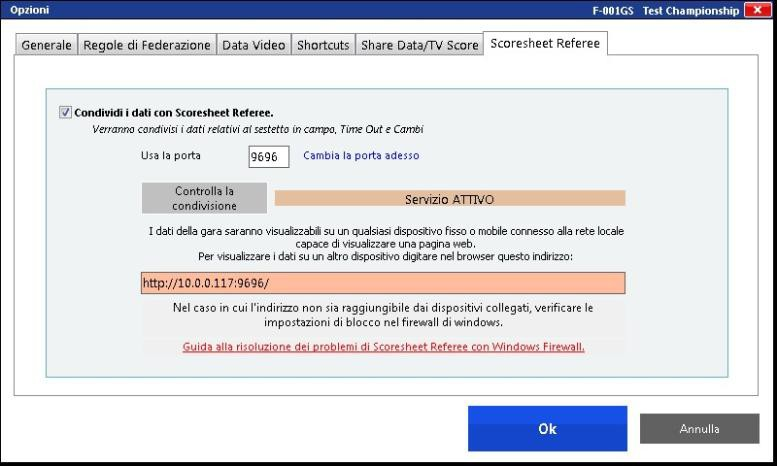 Opzioni
F-001GS Test Championship
Generale
Regole di Federazione
Data Video
Shortcuts
Share Data/TV Score
Scoresheet Referee
Condividi i dati con Scoresheet Referee.
Verranno condivisi i dati relativi al sestetto in campo, Time Out e Cambi
Usa la porta 9696 Cambia la porta adesso
Controlla la
condivisione
Servizio ATTIVO
I dati della gara saranno visualizzabili su un qualsiasi dispositivo fisso o mobile connesso alla rete locale
capace di visualizzare una pagina web.
Per visualizzare i dati su un altro dispositivo digitare nel browser questo indirizzo:
http://10.0.0.117:9696/
Nel caso in cui l'indirizzo non sia raggiungibile dai dispositivi collegati, verificare le
impostazioni di blocco nel firewall di windows.
Guida alla risoluzione dei problemi di Scoresheet Referee con Windows Firewall.
Ok
Annulla